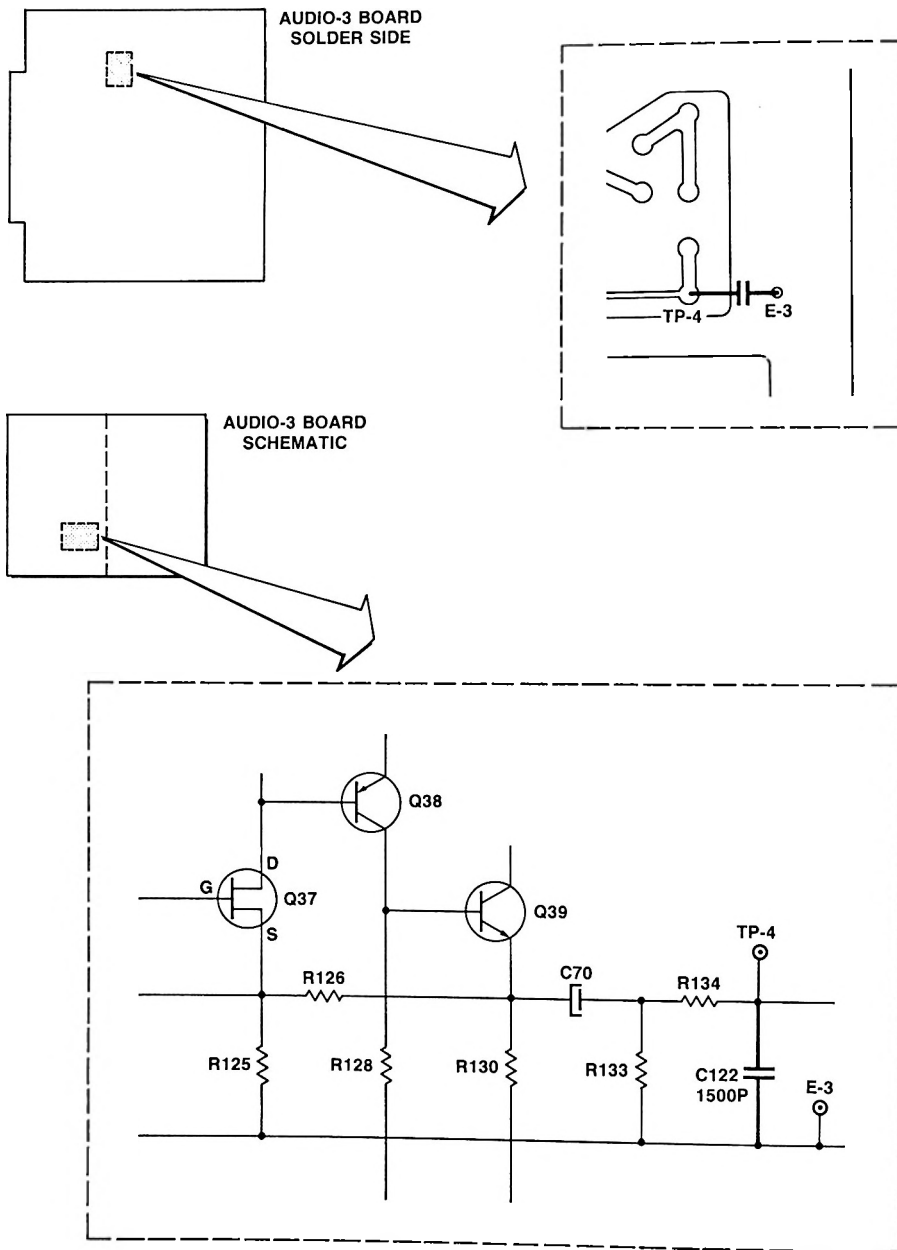 AUDIO-3 BOARD
SOLDER SIDE
TP-4
E-3
AUDIO-3 BOARD
SCHEMATIC
Q38
D
G
Q37
S
Q39
TP-4
C70
R126
R134
R125
R128
R130
R133
C122
1500P
E-3